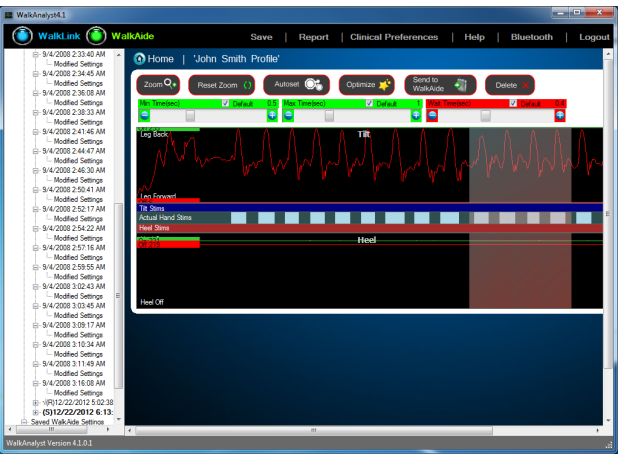 WalkAnalyst4.1
WalkLink WalkAide Save | Report | Clinical Preferences | Help | Bluetooth | Logout
Home | 'John Smith Profile'
Zoom Reset Zoom Autoset Optimize Send to WalkAide Delete
Min Time(sec) Default 0.5 Max Time(sec) Default 1 Wait Time(sec) Default 0.4
Leg Back Tilt
Leg Forward
Tilt Stims
Actual Hand Stims
Heel Stims
Heel
Heel Off
9/4/2008 2:33:40 AM
Modified Settings
9/4/2008 2:34:45 AM
Modified Settings
9/4/2008 2:36:08 AM
Modified Settings
9/4/2008 2:38:33 AM
Modified Settings
9/4/2008 2:41:46 AM
Modified Settings
9/4/2008 2:44:47 AM
Modified Settings
9/4/2008 2:46:30 AM
Modified Settings
9/4/2008 2:50:41 AM
Modified Settings
9/4/2008 2:52:17 AM
Modified Settings
9/4/2008 2:54:22 AM
Modified Settings
9/4/2008 2:57:16 AM
Modified Settings
9/4/2008 2:59:55 AM
Modified Settings
9/4/2008 3:02:43 AM
Modified Settings
9/4/2008 3:03:45 AM
Modified Settings
9/4/2008 3:09:17 AM
Modified Settings
9/4/2008 3:10:34 AM
Modified Settings
9/4/2008 3:11:49 AM
Modified Settings
9/4/2008 3:16:08 AM
Modified Settings
√(R)12/22/2012 5:02:38
(S)12/22/2012 6:13:
Saved WalkAide Settings
WalkAnalyst Version 4.1.0.1